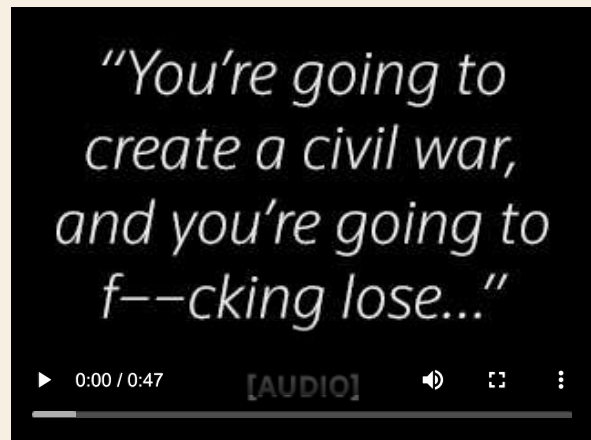 “You’re going to
create a civil war,
and you’re going to
f––cking lose...”
0:00 / 0:47
[AUDIO]